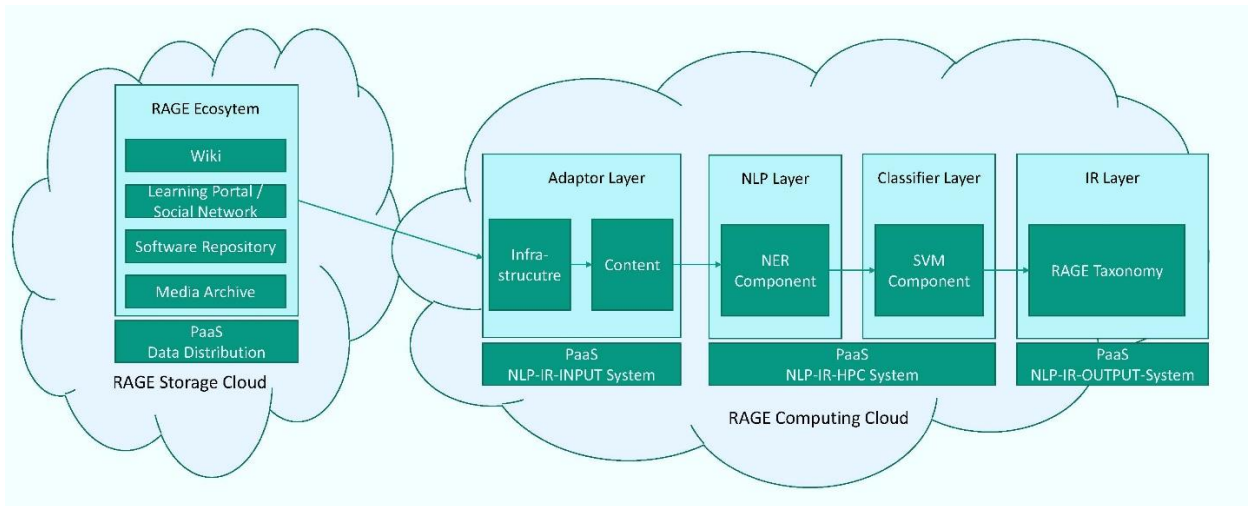 RAGE Ecosytem
Wiki
Learning Portal /
Social Network
Software Repository
Media Archive
PaaS
Data Distribution
RAGE Storage Cloud
Adaptor Layer
Infra-
strucutre
Content
PaaS
NLP-IR-INPUT System
NLP Layer
NER
Component
Classifier Layer
SVM
Component
PaaS
NLP-IR-HPC System
IR Layer
RAGE Taxonomy
PaaS
NLP-IR-OUTPUT-System
RAGE Computing Cloud